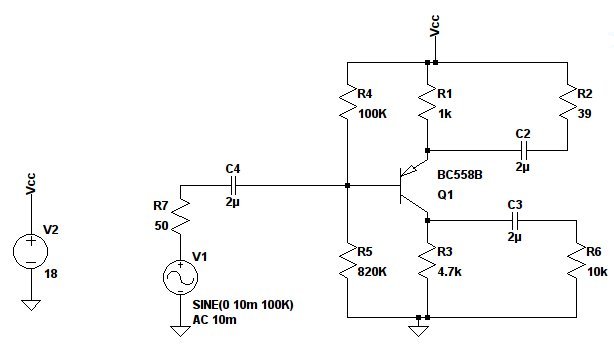 Vcc
R4
100K
R1
1k
R2
39
C2
2µ
C4
2µ
BC558B
Q1
Vcc
R7
50
C3
2µ
V2
18
V1
R5
820K
R3
4.7k
R6
10k
SINE(0 10m 100K)
AC 10m